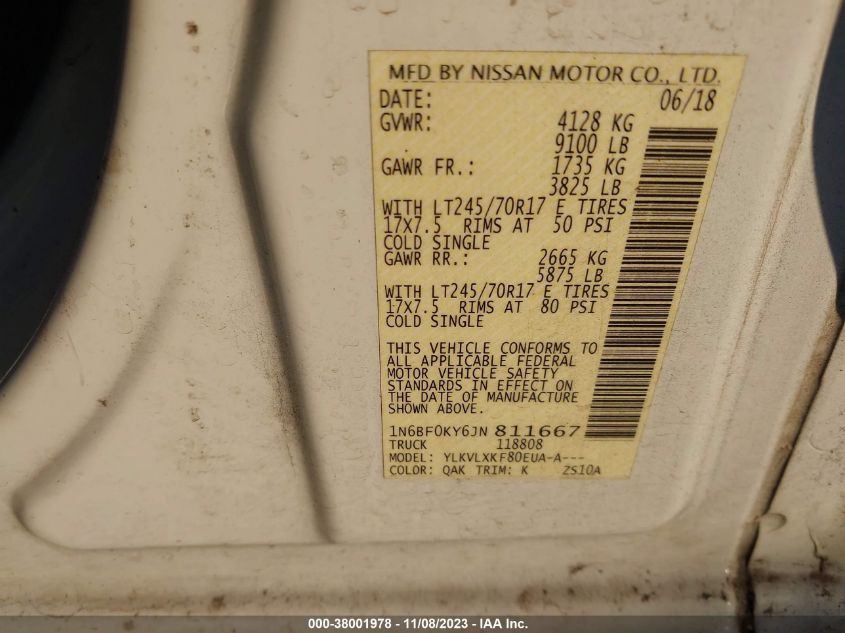 MFD BY NISSAN MOTOR CO., LTD.
DATE: 06/18
GVWR: 4128 KG
9100 LB
GAWR FR.: 1735 KG
3825 LB
WITH LT245/70R17 E TIRES
17X7.5 RIMS AT 50 PSI
COLD SINGLE
GAWR RR.: 2665 KG
5875 LB
WITH LT245/70R17 E TIRES
17X7.5 RIMS AT 80 PSI
COLD SINGLE
THIS VEHICLE CONFORMS TO
ALL APPLICABLE FEDERAL
MOTOR VEHICLE SAFETY
STANDARDS IN EFFECT ON
THE DATE OF MANUFACTURE
SHOWN ABOVE.
1N6BF0KY6JN811667
TRUCK 118808
MODEL: YLKVLXKF80EUA-A---
COLOR: QAK TRIM: K ZS10A
000-38001978 - 11/08/2023 - IAA Inc.